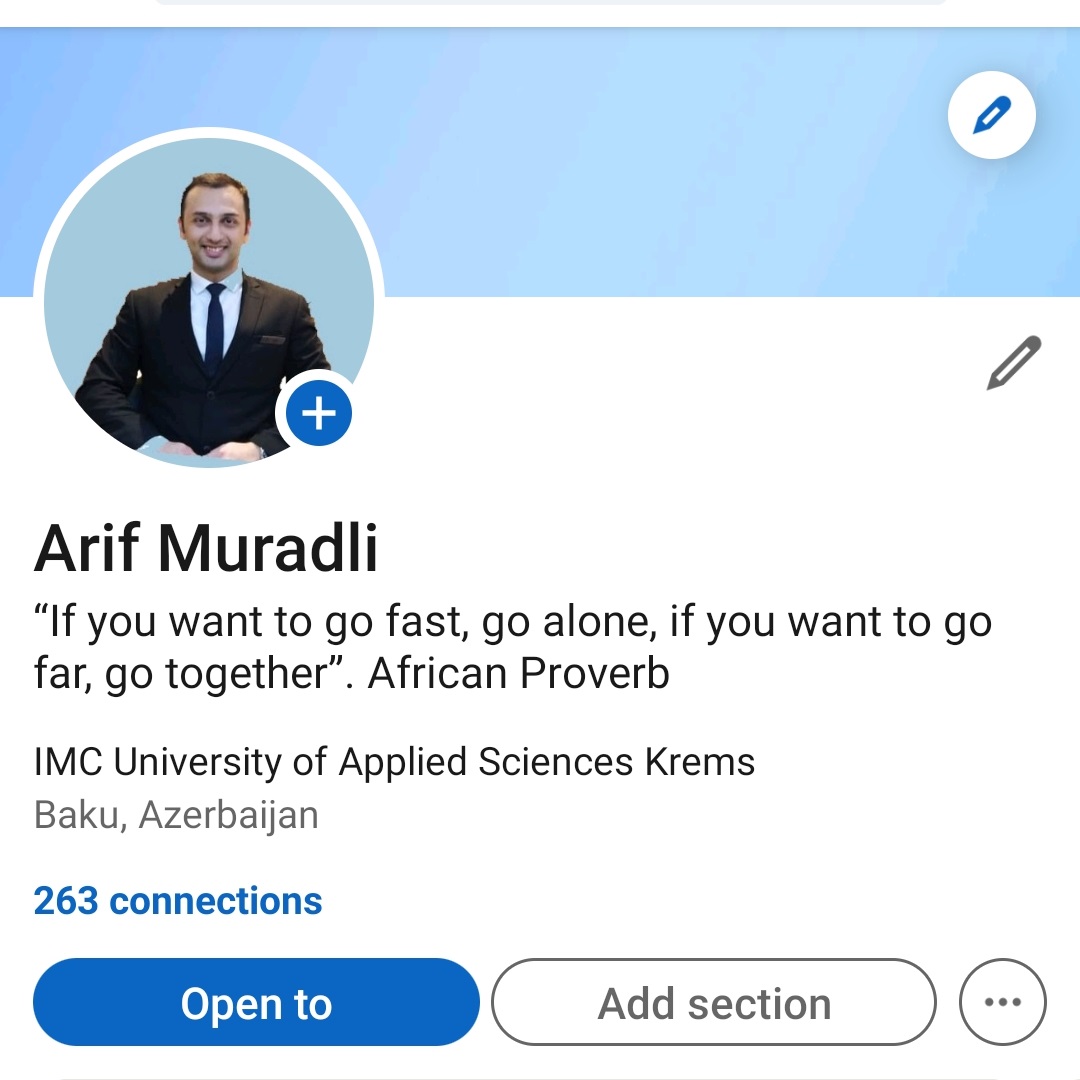 Arif Muradli
“If you want to go fast, go alone, if you want to go
far, go together”. African Proverb
IMC University of Applied Sciences Krems
Baku, Azerbaijan
263 connections
Open to
Add section